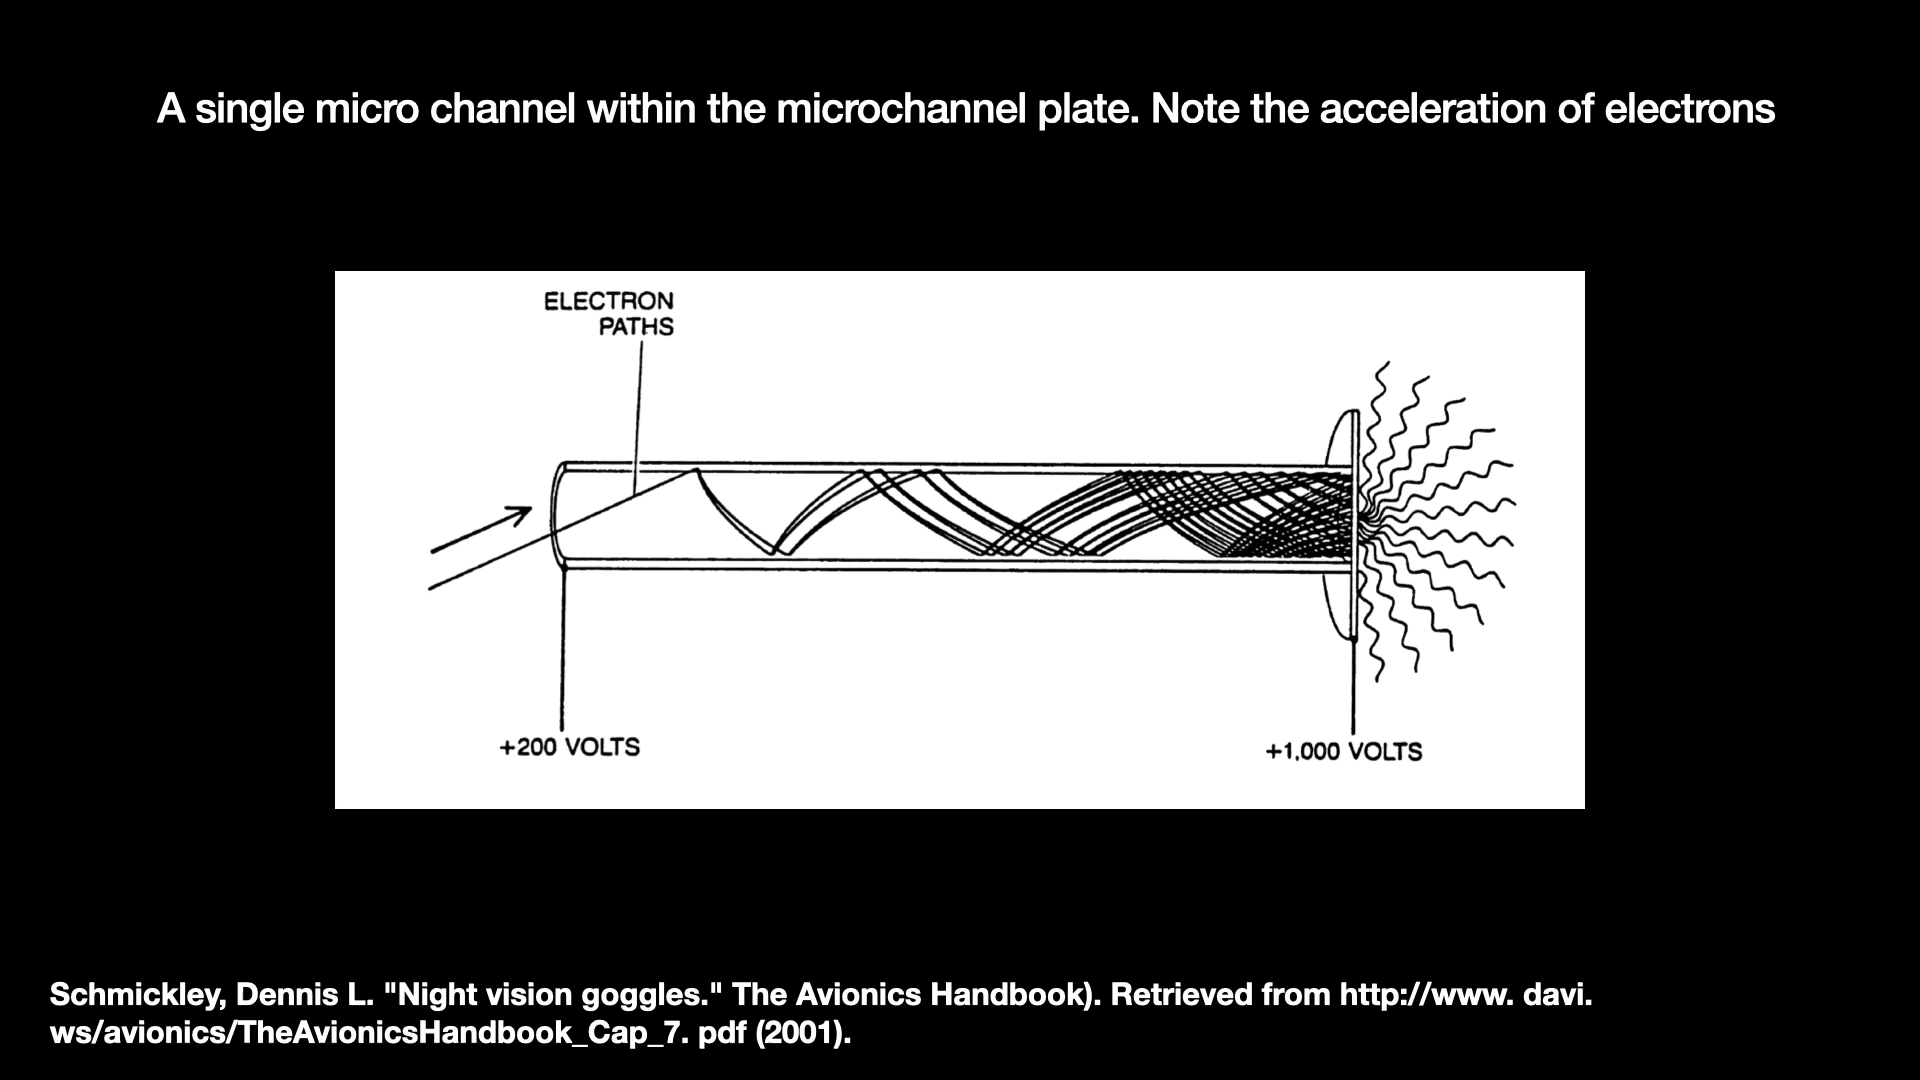 A single micro channel within the microchannel plate. Note the acceleration of electrons
ELECTRON
PATHS
+200 VOLTS
+1,000 VOLTS
Schmickley, Dennis L. "Night vision goggles." The Avionics Handbook). Retrieved from http://www. davi.
ws/avionics/TheAvionicsHandbook_Cap_7. pdf (2001).